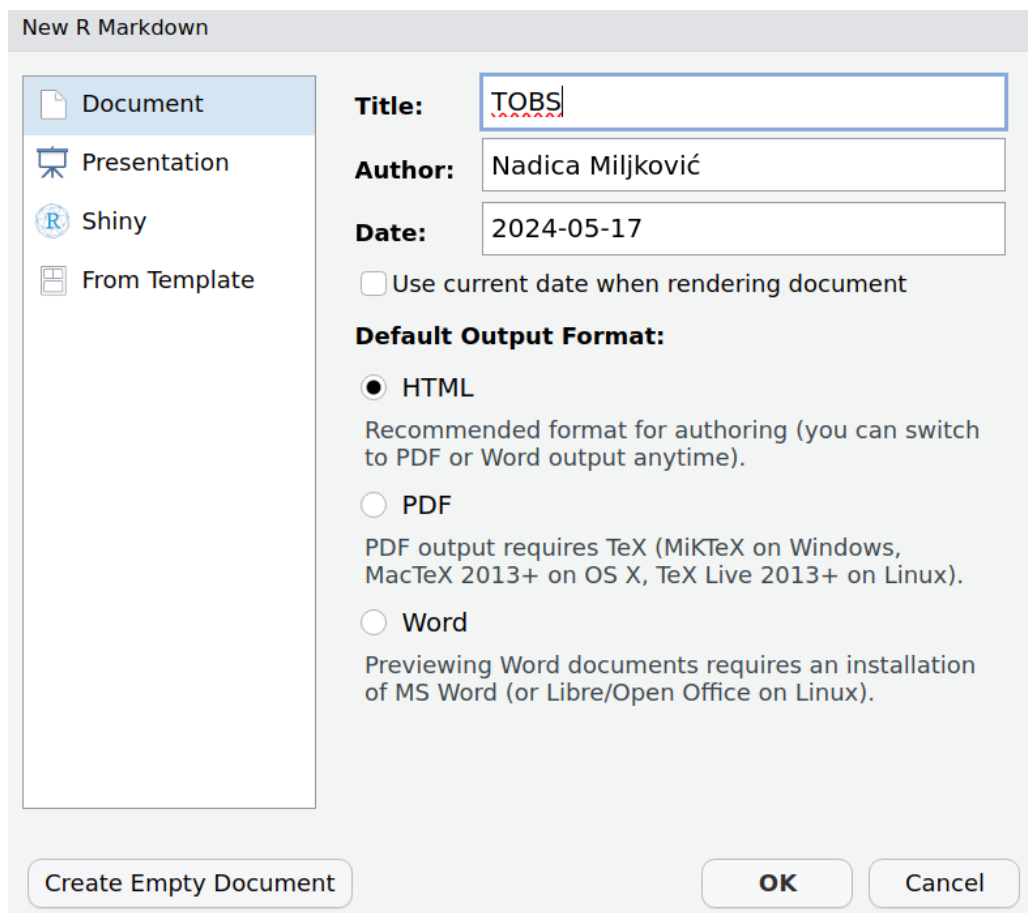 New R Markdown
Document
Presentation
R Shiny
From Template
Title: TOBS
Author: Nadica Miljković
Date: 2024-05-17
Use current date when rendering document
Default Output Format:
HTML
Recommended format for authoring (you can switch
to PDF or Word output anytime).
PDF
PDF output requires TeX (MiKTeX on Windows,
MacTeX 2013+ on OS X, TeX Live 2013+ on Linux).
Word
Previewing Word documents requires an installation
of MS Word (or Libre/Open Office on Linux).
Create Empty Document OK Cancel